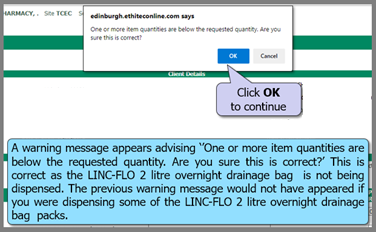 HARMACY, . Site TCEC
edinburgh.ethiteconline.com says
One or more item quantities are below the requested quantity. Are you
sure this is correct?
OK Cancel
Client Details
Click OK
to continue
A warning message appears advising ‘‘One or more item quantities are
below the requested quantity. Are you sure this is correct?’ This is
correct as the LINC-FLO 2 litre overnight drainage bag is not being
dispensed. The previous warning message would not have appeared if
you were dispensing some of the LINC-FLO 2 litre overnight drainage
bag packs.